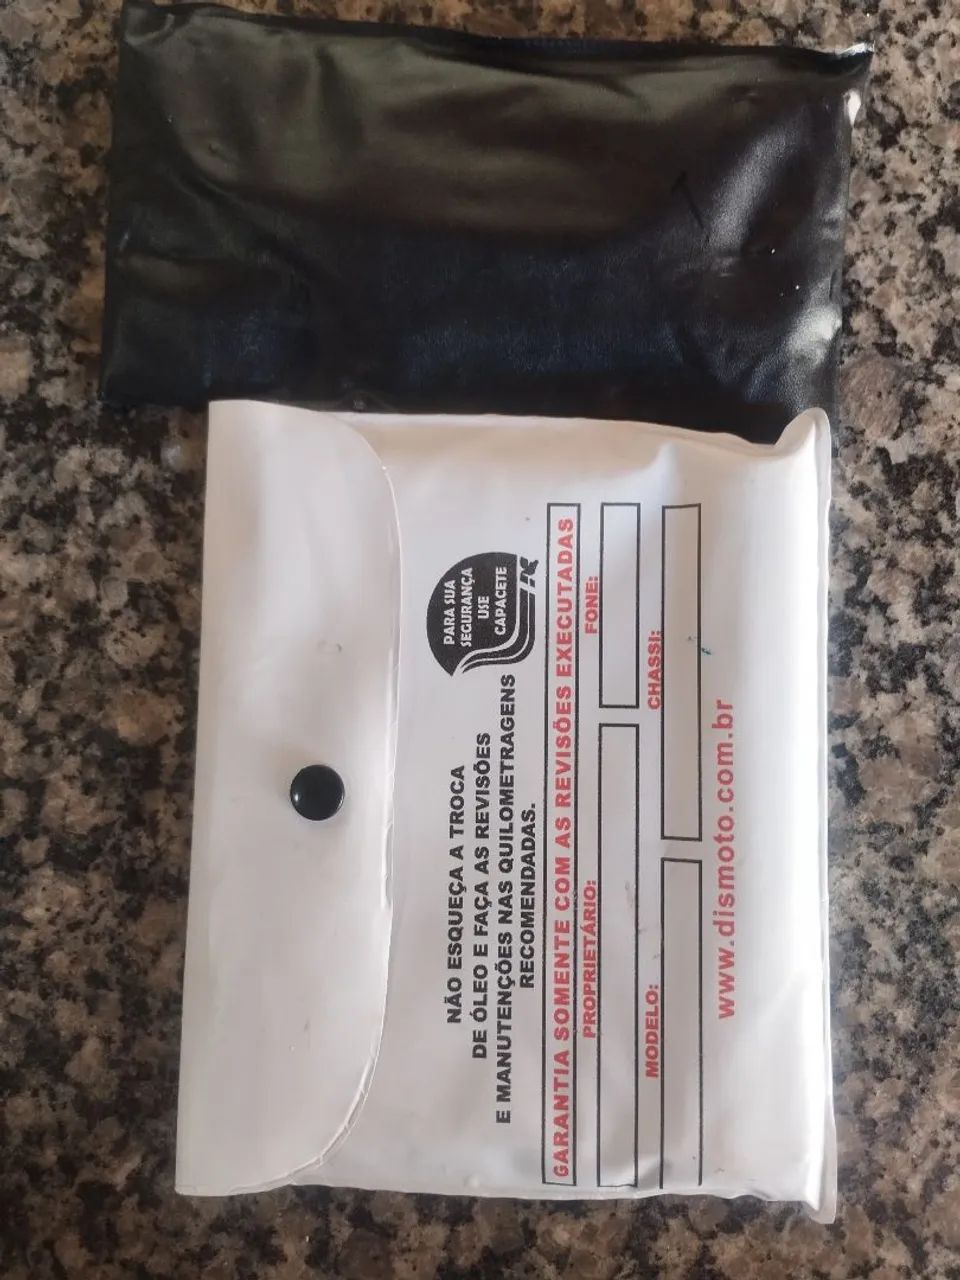 PARA SUA
SEGURANÇA
USE
CAPACETE
NÃO ESQUEÇA A TROCA
DE ÓLEO E FAÇA AS REVISÕES
E MANUTENÇÕES NAS QUILOMETRAGENS
RECOMENDADAS.
GARANTIA SOMENTE COM AS REVISÕES EXECUTADAS
PROPRIETÁRIO: FONE:
MODELO: CHASSI:
www.dismoto.com.br